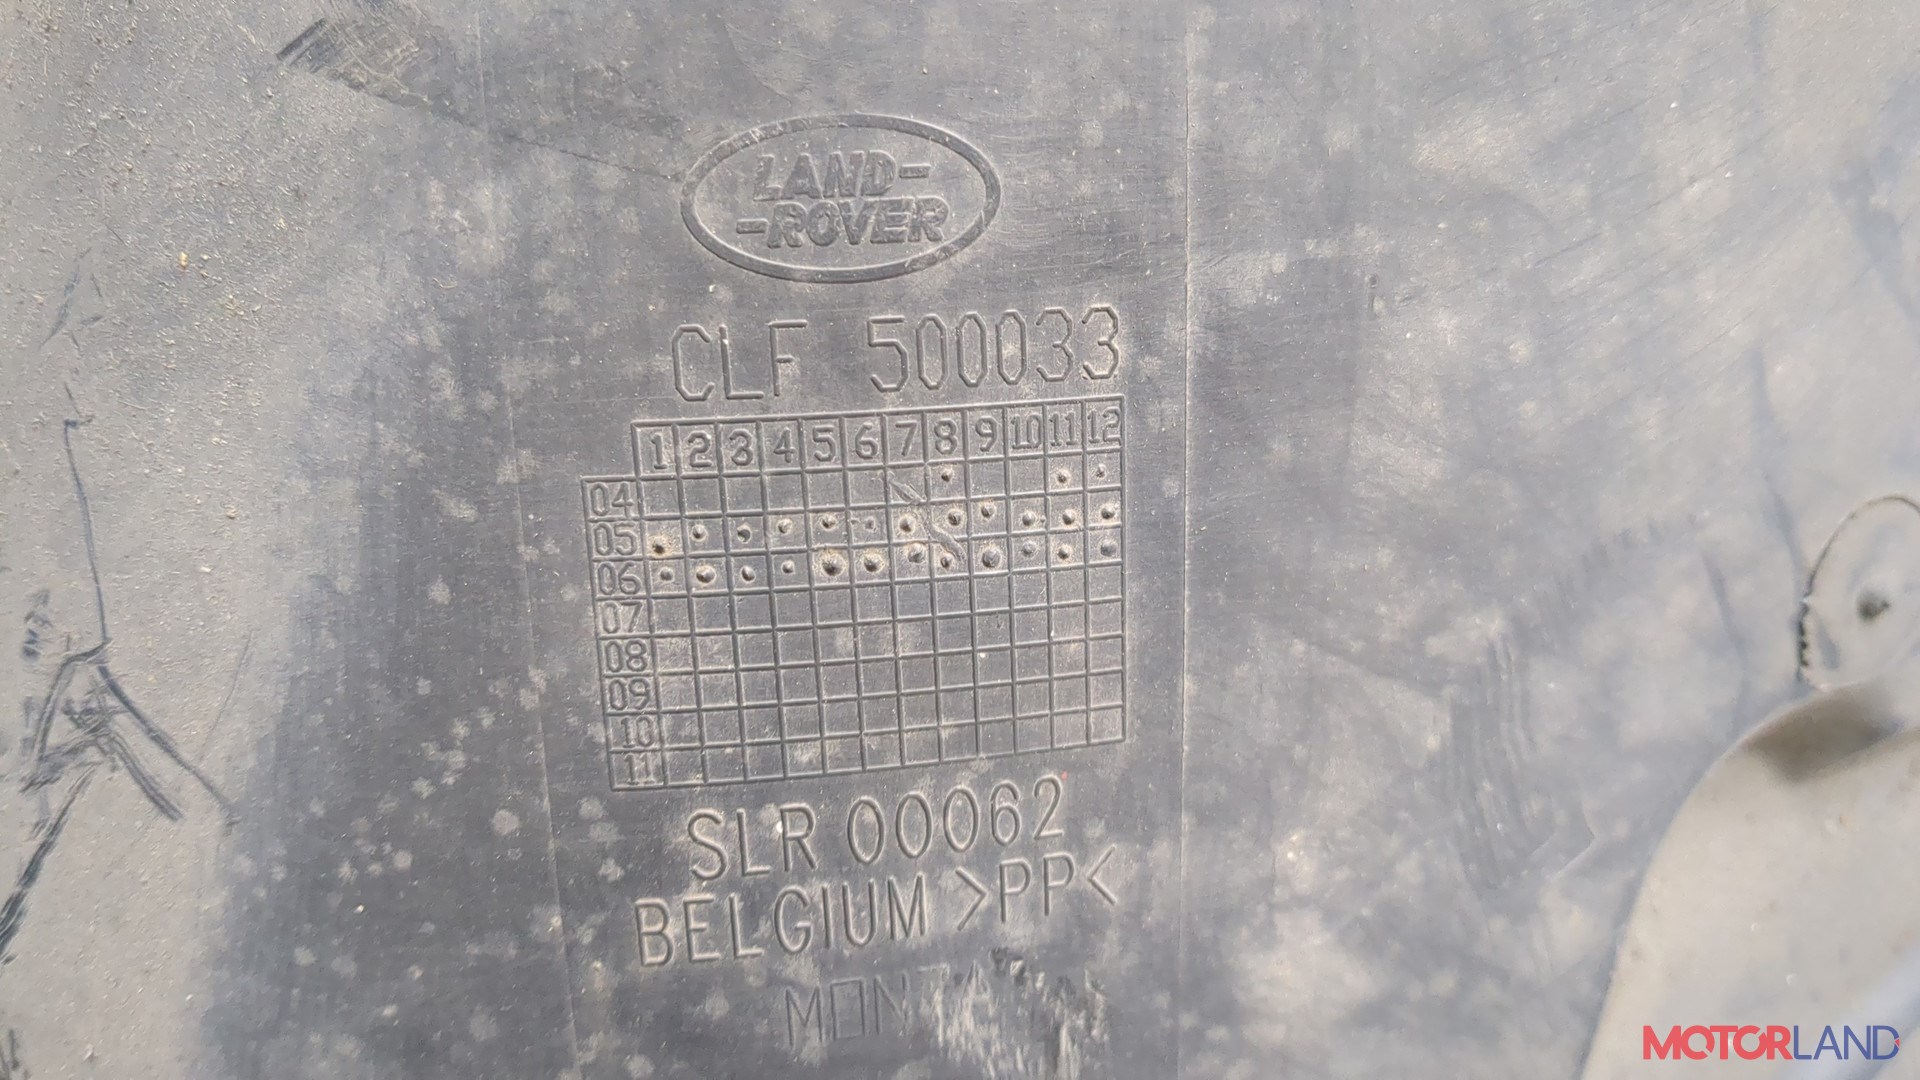 LAND-
-ROVER
CLF 500033
1 2 3 4 5 6 7 8 9 10 11 12
04
05
06
07
08
09
10
11
SLR 00062
BELGIUM >PP<
MOTORLAND